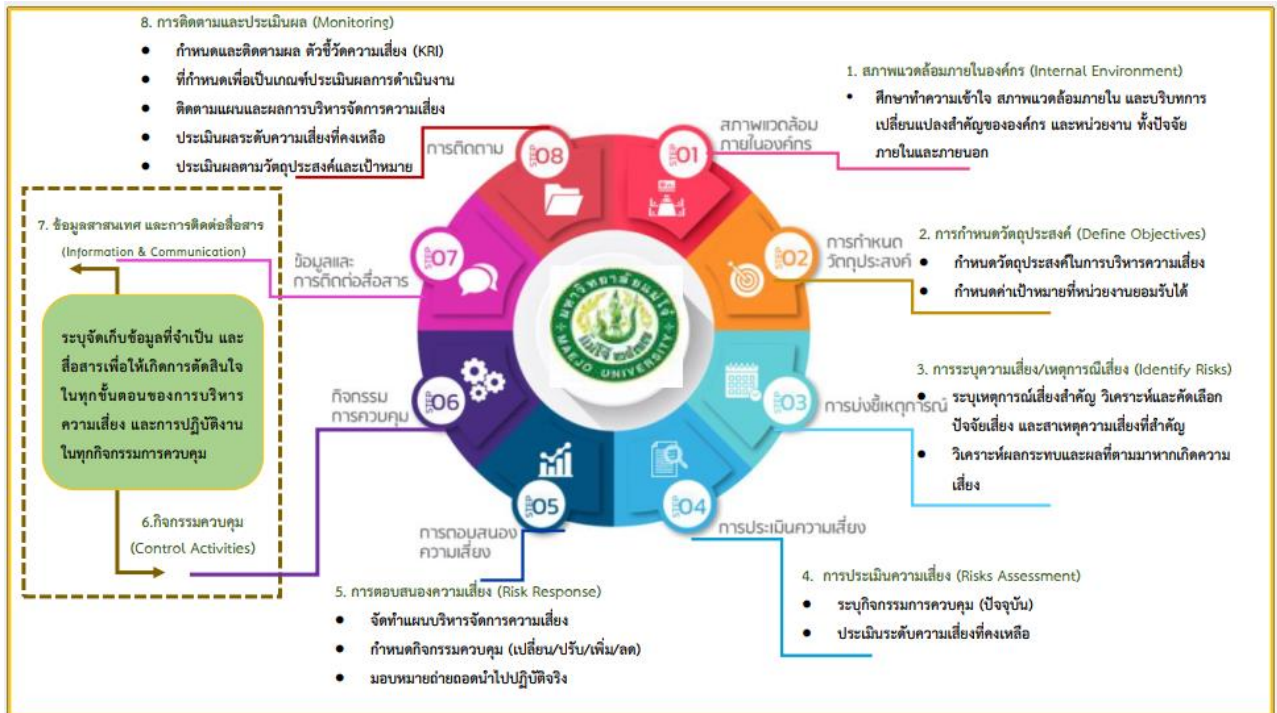 8. การติดตามและประเมินผล (Monitoring)
● กำหนดและติดตามผล ตัวชี้วัดความเสี่ยง (KRI)
● ที่กำหนดเพื่อเป็นเกณฑ์ประเมินผลการดำเนินงาน
● ติดตามแผนและผลการบริหารจัดการความเสี่ยง
● ประเมินผลระดับความเสี่ยงที่คงเหลือ
● ประเมินผลตามวัตถุประสงค์และเป้าหมาย
1. สภาพแวดล้อมภายในองค์กร (Internal Environment)
• ศึกษาทำความเข้าใจ สภาพแวดล้อมภายใน และบริบทการ
เปลี่ยนแปลงสำคัญขององค์กร และหน่วยงาน ทั้งปัจจัย
ภายในและภายนอก
การติดตาม
STEP 08
STEP 01
สภาพแวดล้อม
ภายในองค์กร
7. ข้อมูลสาสนเทศ และการติดต่อสื่อสาร
(Information & Communication)
ข้อมูลและ
การติดต่อสื่อสาร
STEP 07
STEP 02
การกำหนด
วัตถุประสงค์
2. การกำหนดวัตถุประสงค์ (Define Objectives)
● กำหนดวัตถุประสงค์ในการบริหารความเสี่ยง
● กำหนดค่าเป้าหมายที่หน่วยงานยอมรับได้
มหาวิทยาลัยแม่โจ้
แม่โจ้ ๒๔๗๗
MAEJO UNIVERSITY
ระบุจัดเก็บข้อมูลที่จำเป็น และ
สื่อสารเพื่อให้เกิดการตัดสินใจ
ในทุกขั้นตอนของการบริหาร
ความเสี่ยง และการปฏิบัติงาน
ในทุกกิจกรรมการควบคุม
กิจกรรม
การควบคุม
STEP 06
STEP 03
การบ่งชี้เหตุการณ์
3. การระบุความเสี่ยง/เหตุการณ์เสี่ยง (Identify Risks)
● ระบุเหตุการณ์เสี่ยงสำคัญ วิเคราะห์และคัดเลือก
ปัจจัยเสี่ยง และสาเหตุความเสี่ยงที่สำคัญ
● วิเคราะห์ผลกระทบและผลที่ตามมาหากเกิดความ
เสี่ยง
6.กิจกรรมควบคุม
(Control Activities)
STEP 05
STEP 04
การตอบสนอง
ความเสี่ยง
การประเมินความเสี่ยง
5. การตอบสนองความเสี่ยง (Risk Response)
● จัดทำแผนบริหารจัดการความเสี่ยง
● กำหนดกิจกรรมควบคุม (เปลี่ยน/ปรับ/เพิ่ม/ลด)
● มอบหมายถ่ายถอดนำไปปฏิบัติจริง
4. การประเมินความเสี่ยง (Risks Assessment)
● ระบุกิจกรรมการควบคุม (ปัจจุบัน)
● ประเมินระดับความเสี่ยงที่คงเหลือ